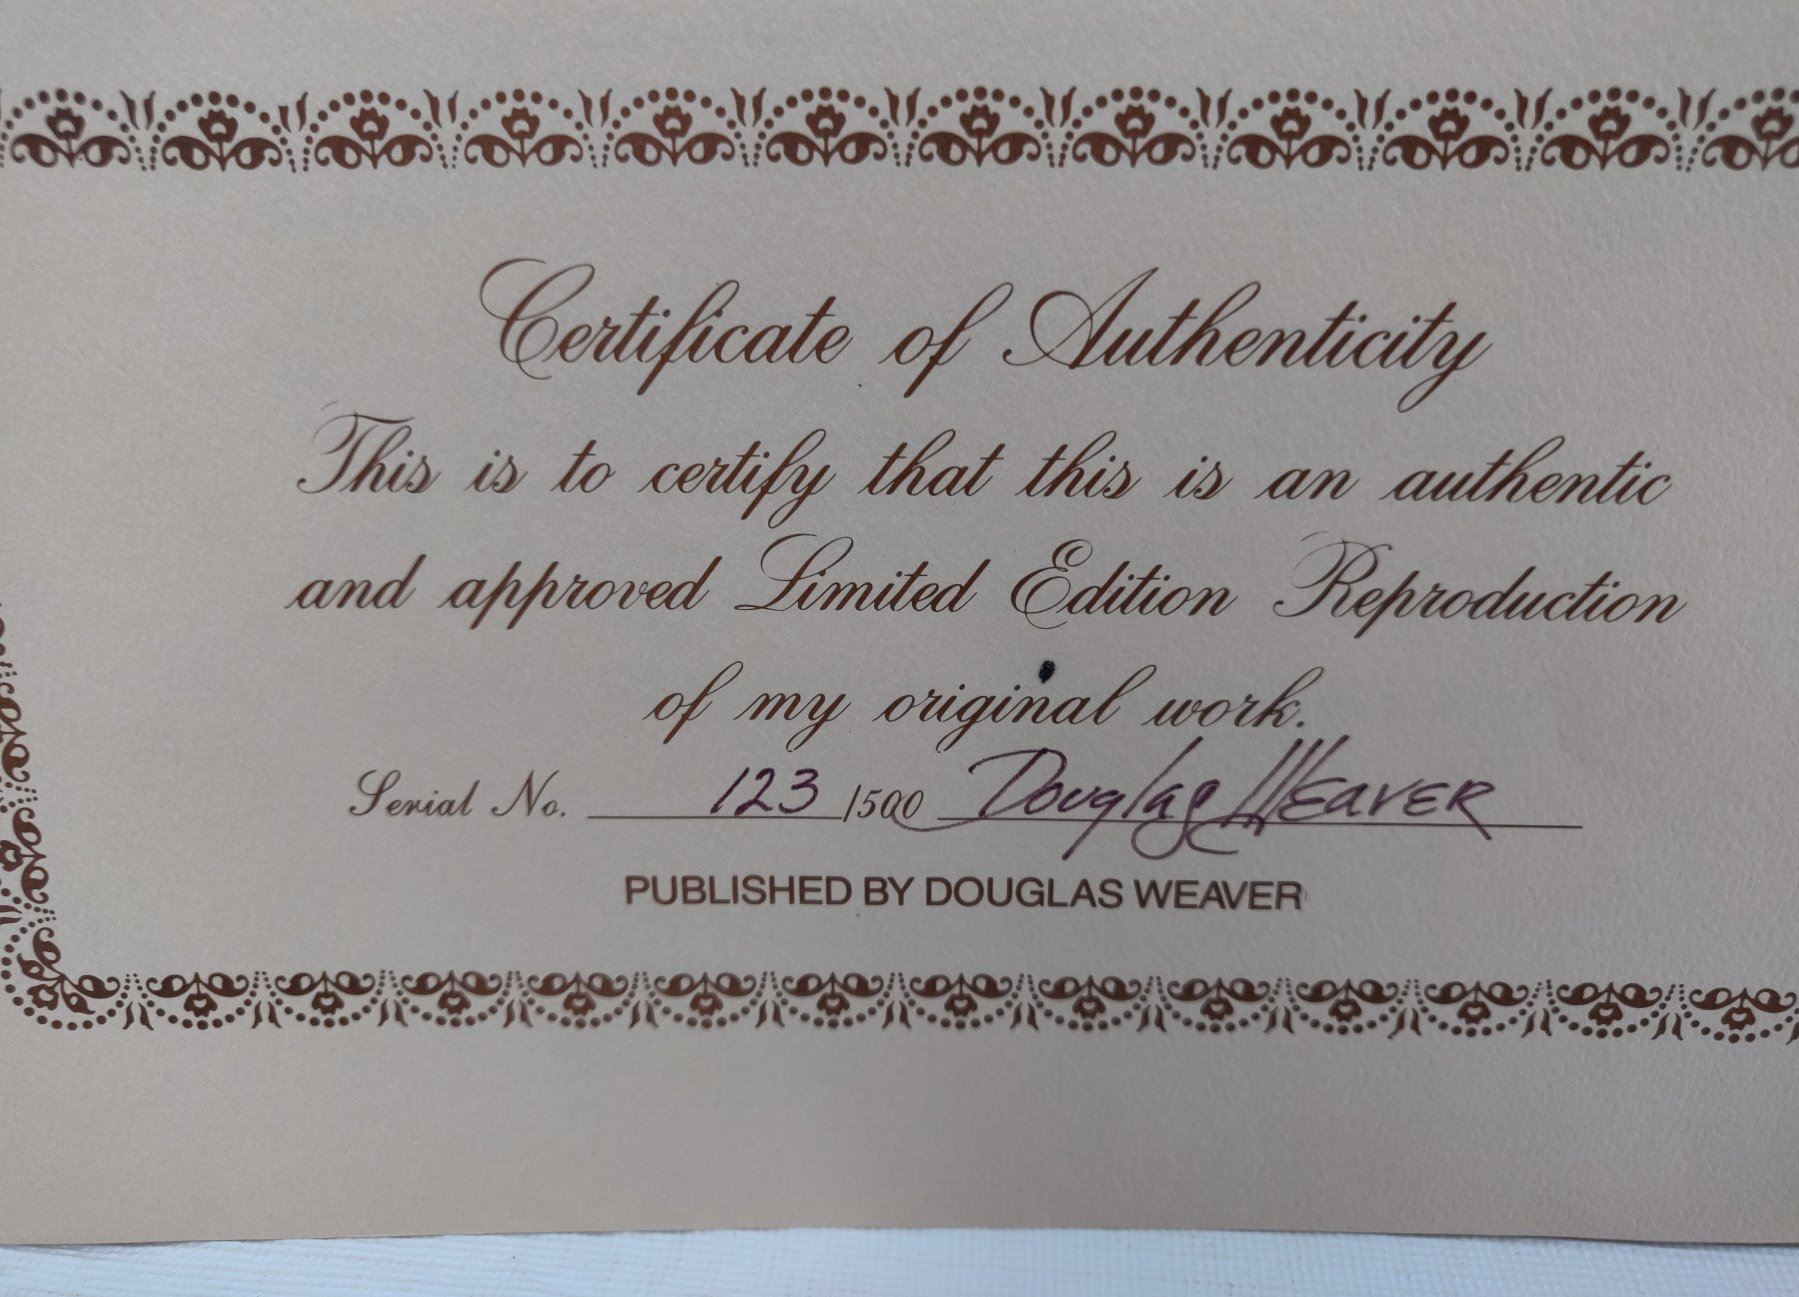 Certificate of Authenticity
This is to certify that this is an authentic
and approved Limited Edition Reproduction
of my original work.
Serial No. 123 /500 Douglas WEAVER
PUBLISHED BY DOUGLAS WEAVER